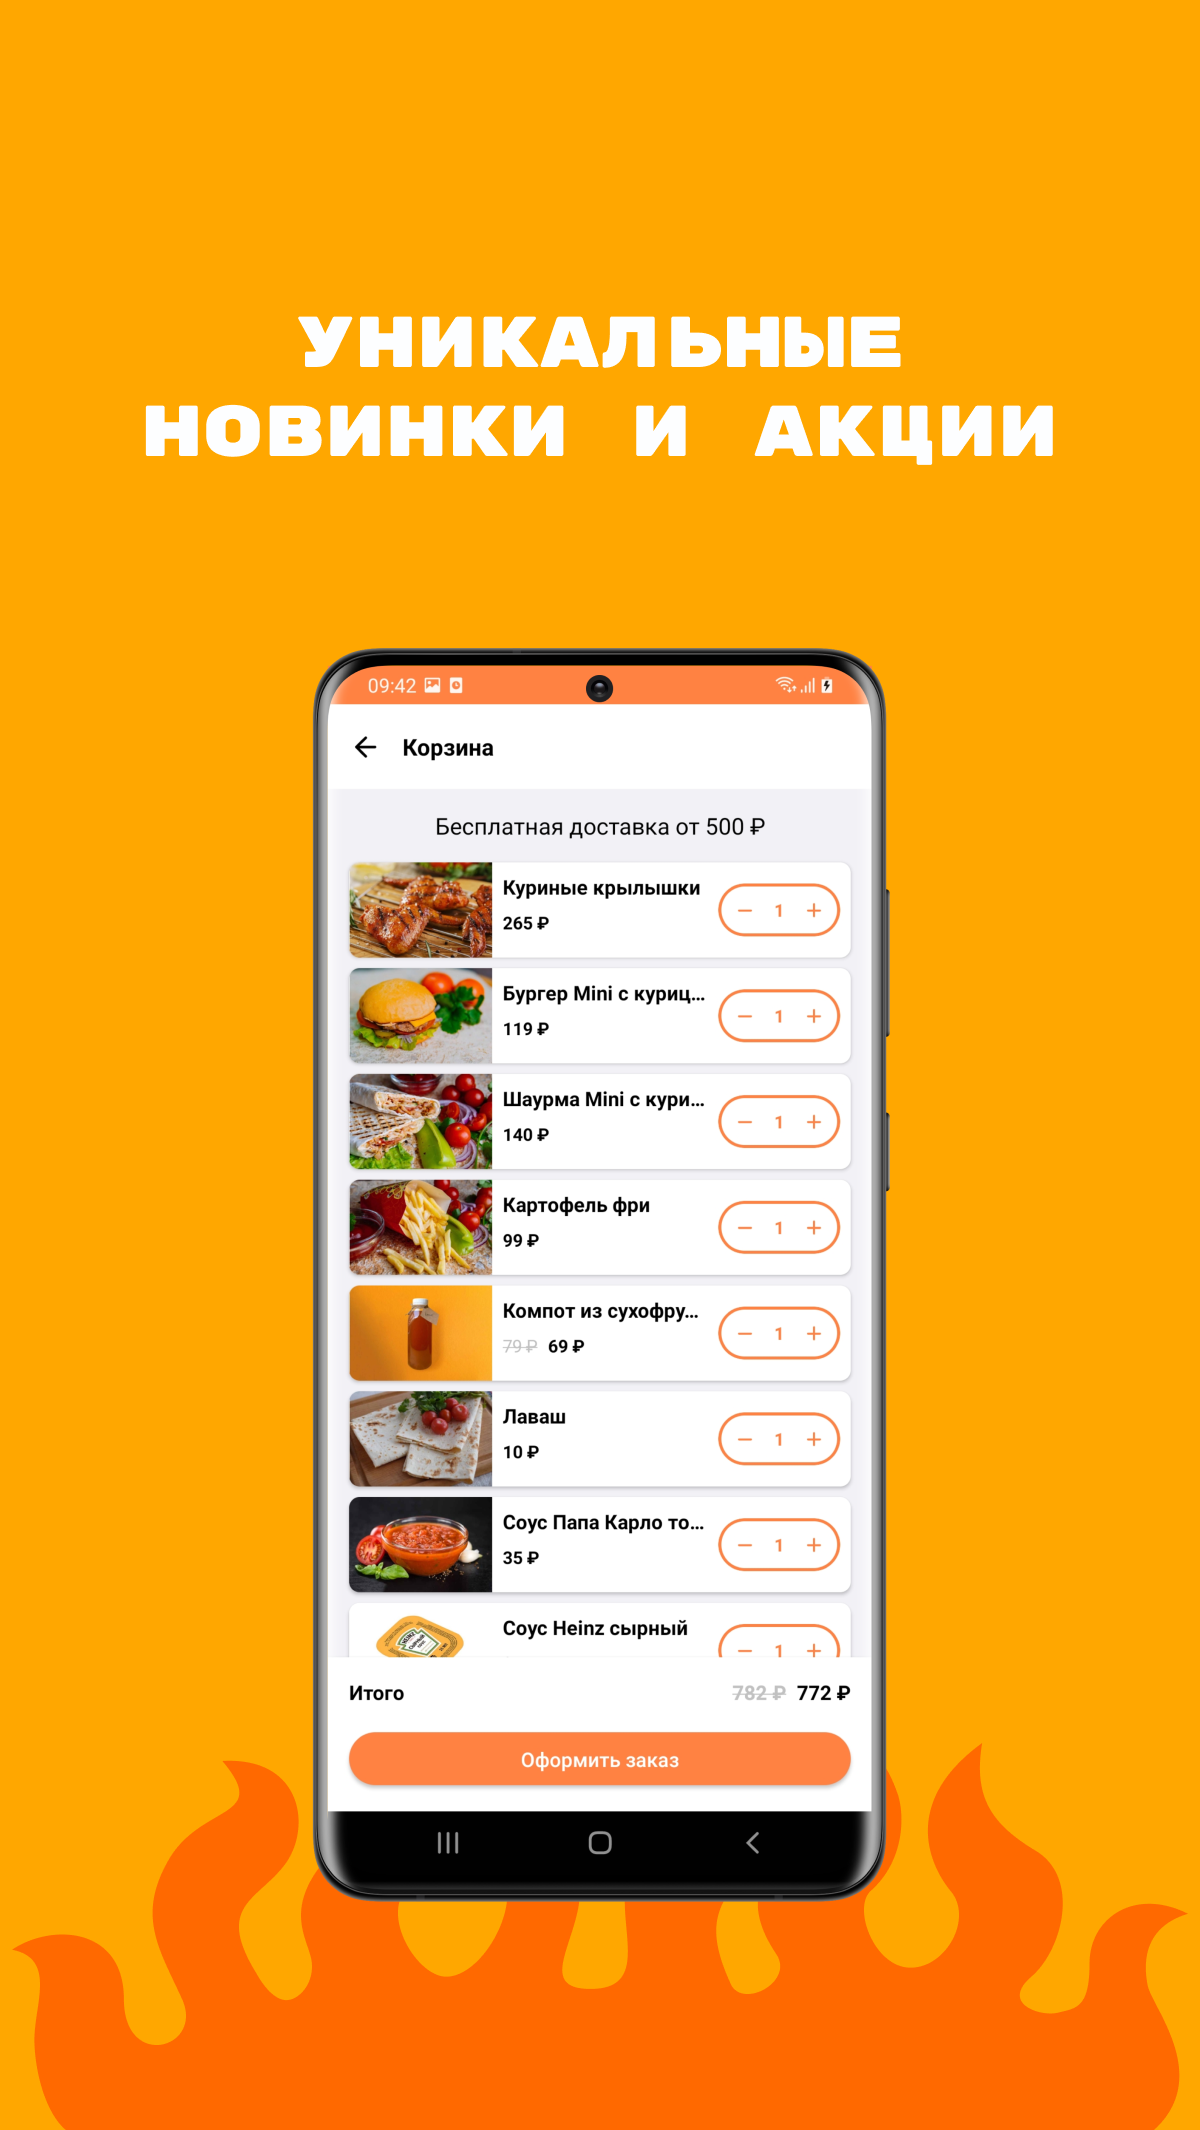 УНИКАЛЬНЫЕ
НОВИНКИ И АКЦИИ
09:42
Корзина
Бесплатная доставка от 500 ₽
Куриные крылышки
265 ₽
1
Бургер Mini с куриц...
119 ₽
1
Шаурма Mini с кури...
140 ₽
1
Картофель фри
99 ₽
1
Компот из сухофру...
79 ₽ 69 ₽
1
Лаваш
10 ₽
1
Соус Папа Карло то...
35 ₽
1
HEINZ
Соус Heinz сырный
1
Итого 782 ₽ 772 ₽
Оформить заказ